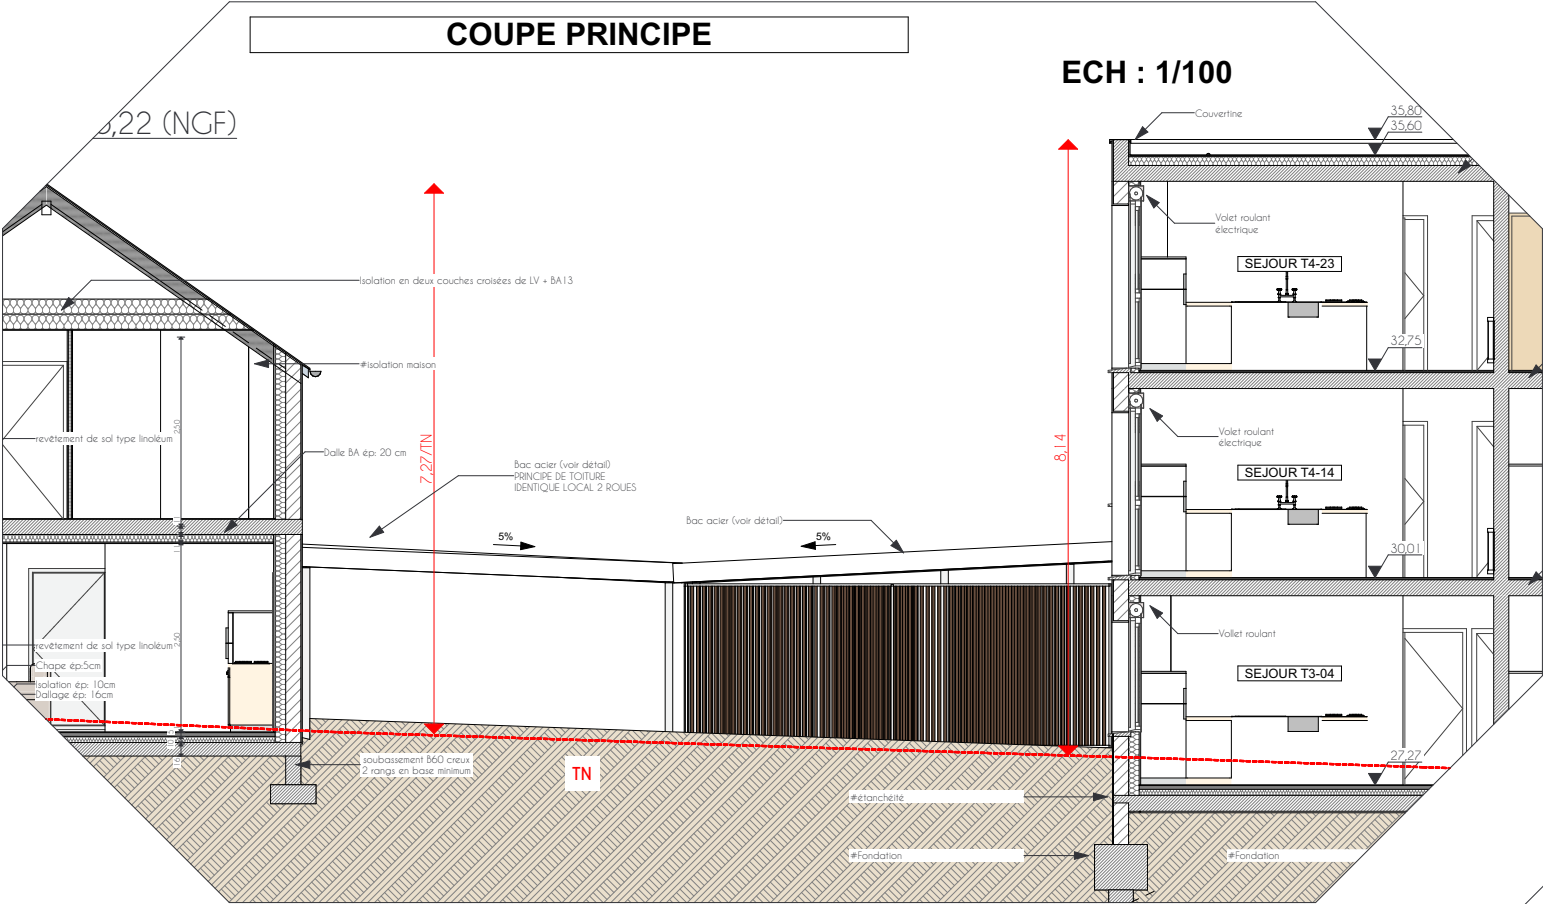 COUPE PRINCIPE
ECH : 1/100
,22 (NGF)
Couvertine
35,80
35,60
Volet roulant
électrique
SEJOUR T4-23
Isolation en deux couches croisées de LV + BA13
32,75
#isolation maison
250
revêtement de sol type linoléum
Dalle BA ép: 20 cm
7,27/TN
8,14
Volet roulant
électrique
SEJOUR T4-14
Bac acier (voir détail)
PRINCIPE DE TOITURE
IDENTIQUE LOCAL 2 ROUES
Bac acier (voir détail)
5%
5%
30,01
250
revêtement de sol type linoléum
Chape ép:5cm
Isolation ép: 10cm
Dallage ép: 16cm
Vollet roulant
SEJOUR T3-04
soubassement B60 creux
2 rangs en base minimum
TN
27,27
#étanchéité
#Fondation
#Fondation